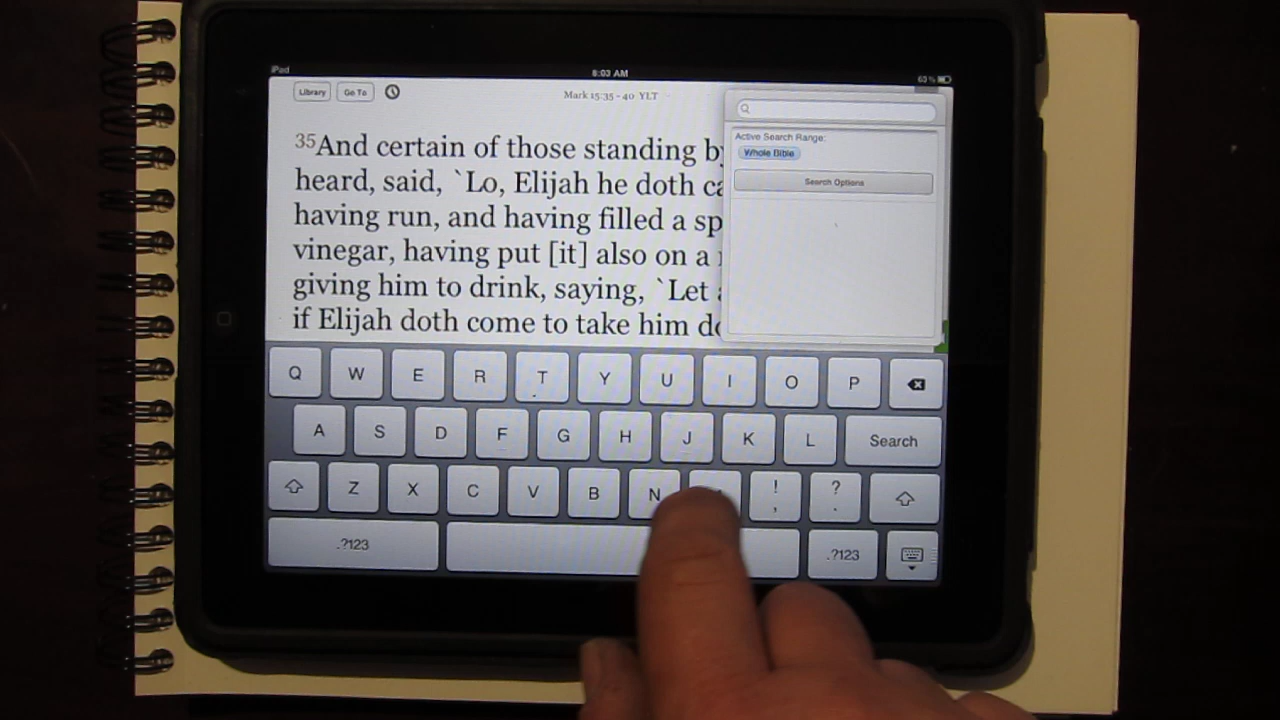 iPad
8:03 AM
63%
Library
Go To
Mark 15:35 - 40 YLT
35And certain of those standing by
heard, said, `Lo, Elijah he doth
having run, and having filled a
vinegar, having put [it] also on a
giving him to drink, saying, `Let
if Elijah doth come to take him
Active Search Range:
Whole Bible
Search Options
Q W E R T Y U I O P
A S D F G H J K L Search
Z X C V B N ! , ? .
.?123 .?123